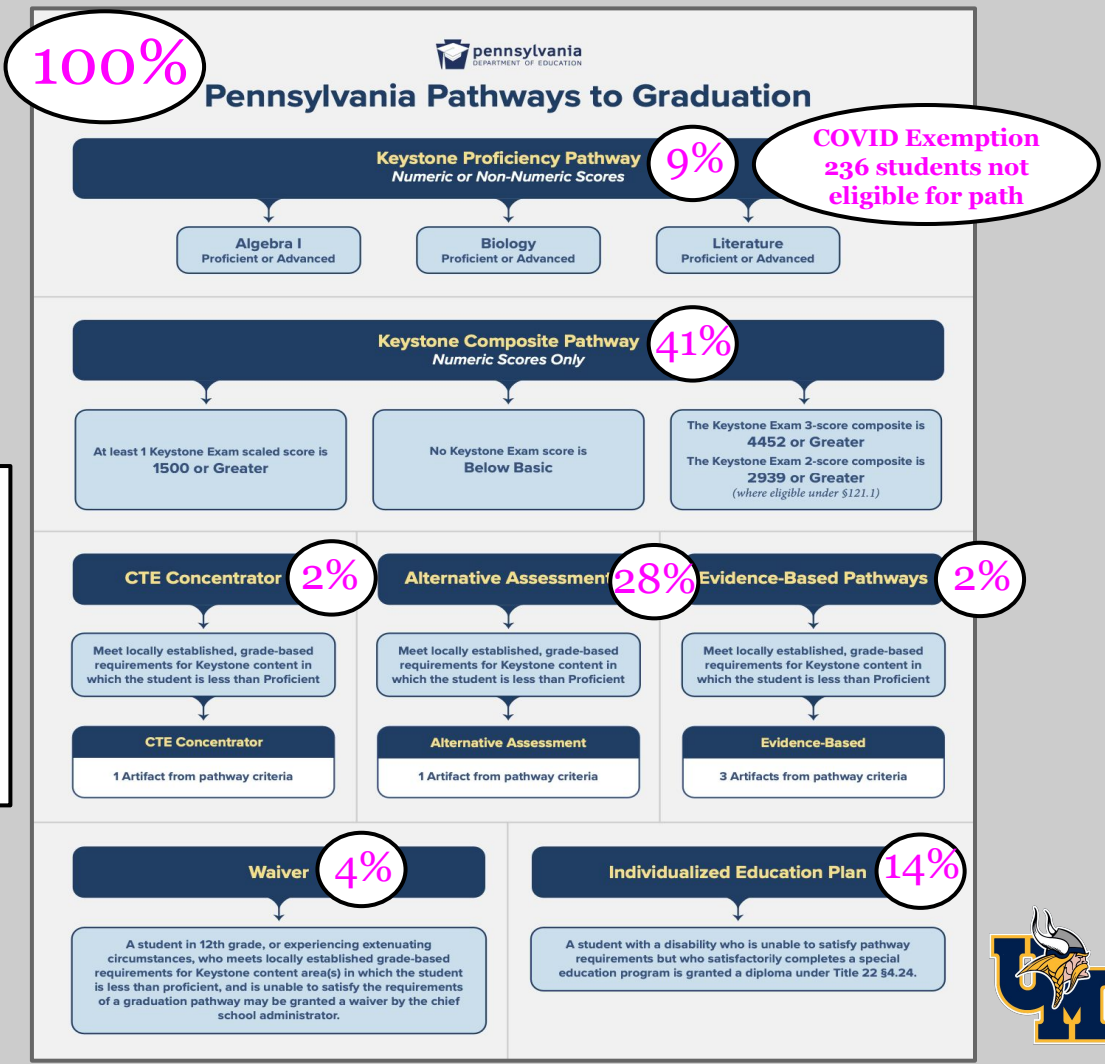 100%
pennsylvania
DEPARTMENT OF EDUCATION
Pennsylvania Pathways to Graduation
Keystone Proficiency Pathway
Numeric or Non-Numeric Scores
9%
COVID Exemption
236 students not
eligible for path
Algebra I
Proficient or Advanced
Biology
Proficient or Advanced
Literature
Proficient or Advanced
Keystone Composite Pathway
Numeric Scores Only
41%
At least 1 Keystone Exam scaled score is
1500 or Greater
No Keystone Exam score is
Below Basic
The Keystone Exam 3-score composite is
4452 or Greater
The Keystone Exam 2-score composite is
2939 or Greater
(where eligible under §121.1)
CTE Concentrator
2%
Meet locally established, grade-based
requirements for Keystone content in
which the student is less than Proficient
CTE Concentrator
1 Artifact from pathway criteria
Alternative Assessment
28%
Meet locally established, grade-based
requirements for Keystone content in
which the student is less than Proficient
Alternative Assessment
1 Artifact from pathway criteria
Evidence-Based Pathways
2%
Meet locally established, grade-based
requirements for Keystone content in
which the student is less than Proficient
Evidence-Based
3 Artifacts from pathway criteria
Waiver
4%
A student in 12th grade, or experiencing extenuating
circumstances, who meets locally established grade-based
requirements for Keystone content area(s) in which the student
is less than proficient, and is unable to satisfy the requirements
of a graduation pathway may be granted a waiver by the chief
school administrator.
Individualized Education Plan
14%
A student with a disability who is unable to satisfy pathway
requirements but who satisfactorily completes a special
education program is granted a diploma under Title 22 §4.24.
UMD